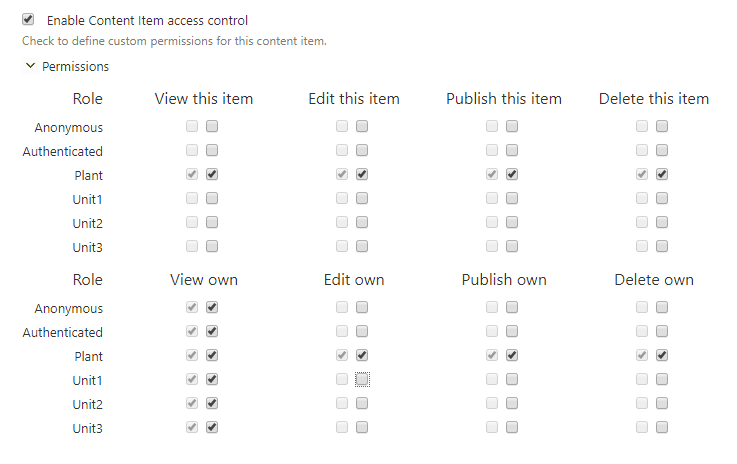 Enable Content Item access control
Check to define custom permissions for this content item.
Permissions
Role View this item Edit this item Publish this item Delete this item
Anonymous
Authenticated
Plant
Unit1
Unit2
Unit3
Role View own Edit own Publish own Delete own
Anonymous
Authenticated
Plant
Unit1
Unit2
Unit3